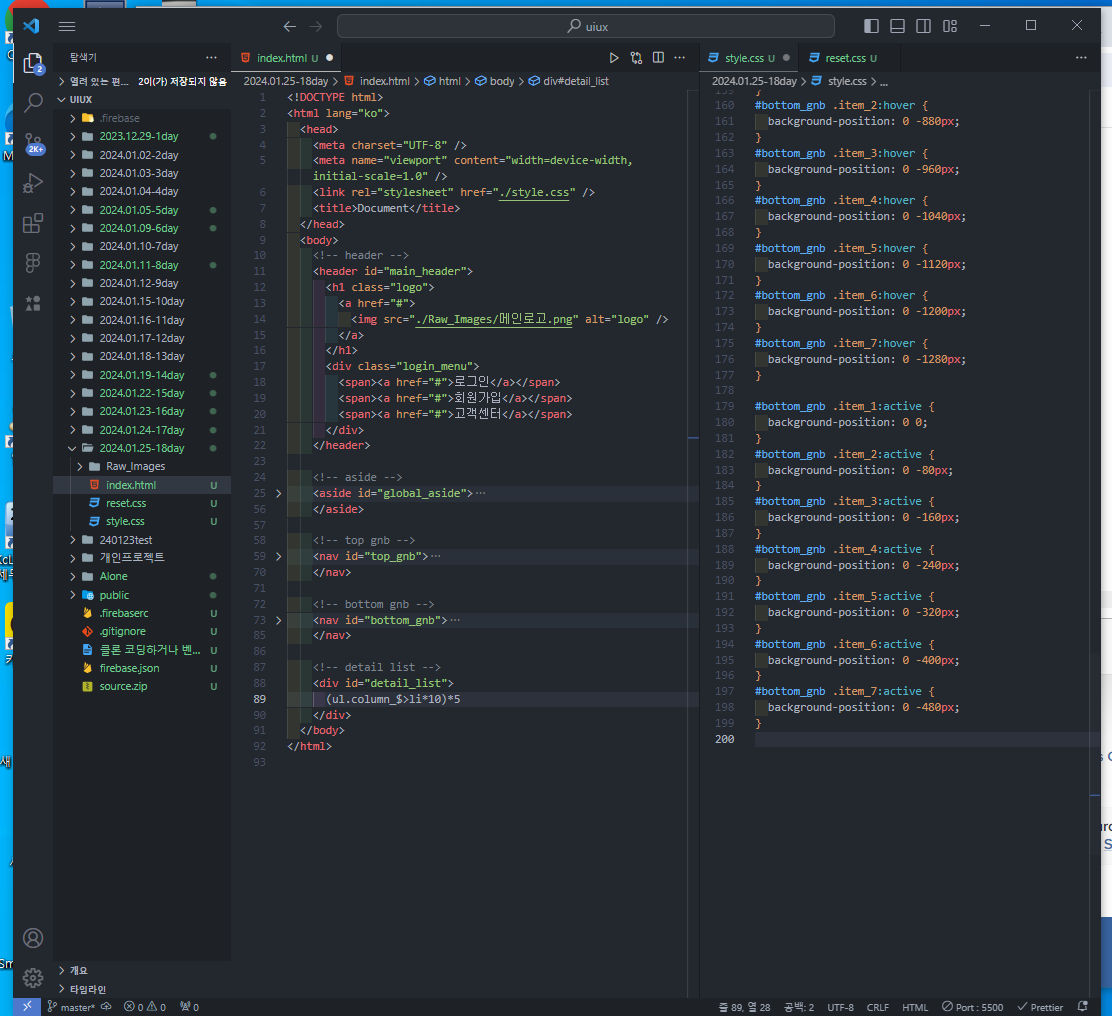 uiux
탐색기
열려 있는 편... 2이(가) 저장되지 않음
UIUX
.firebase
2023.12.29-1day
2024.01.02-2day
2024.01.03-3day
2024.01.04-4day
2024.01.05-5day
2024.01.09-6day
2024.01.10-7day
2024.01.11-8day
2024.01.12-9day
2024.01.15-10day
2024.01.16-11day
2024.01.17-12day
2024.01.18-13day
2024.01.19-14day
2024.01.22-15day
2024.01.23-16day
2024.01.24-17day
2024.01.25-18day
Raw_Images
index.html U
reset.css U
style.css U
240123test
개인프로젝트
Alone
public
.firebaserc U
.gitignore U
클론 코딩하거나 벤... U
firebase.json U
source.zip U
개요
타임라인
2
2K+
index.html U
2024.01.25-18day > index.html > html > body > div#detail_list
1 <!DOCTYPE html>
2 <html lang="ko">
3 <head>
4 <meta charset="UTF-8" />
5 <meta name="viewport" content="width=device-width,
initial-scale=1.0" />
6 <link rel="stylesheet" href="./style.css" />
7 <title>Document</title>
8 </head>
9 <body>
10 <!-- header -->
11 <header id="main_header">
12 <h1 class="logo">
13 <a href="#">
14 <img src="./Raw_Images/메인로고.png" alt="logo" />
15 </a>
16 </h1>
17 <div class="login_menu">
18 <span><a href="#">로그인</a></span>
19 <span><a href="#">회원가입</a></span>
20 <span><a href="#">고객센터</a></span>
21 </div>
22 </header>
23
24 <!-- aside -->
25 <aside id="global_aside">...
56 </aside>
57
58 <!-- top gnb -->
59 <nav id="top_gnb">...
70 </nav>
71
72 <!-- bottom gnb -->
73 <nav id="bottom_gnb">...
85 </nav>
86
87 <!-- detail list -->
88 <div id="detail_list">
89 (ul.column_$>li*10)*5
90 </div>
91 </body>
92 </html>
93
style.css U
reset.css U
2024.01.25-18day > style.css > ...
159 }
160 #bottom_gnb .item_2:hover {
161 background-position: 0 -880px;
162 }
163 #bottom_gnb .item_3:hover {
164 background-position: 0 -960px;
165 }
166 #bottom_gnb .item_4:hover {
167 background-position: 0 -1040px;
168 }
169 #bottom_gnb .item_5:hover {
170 background-position: 0 -1120px;
171 }
172 #bottom_gnb .item_6:hover {
173 background-position: 0 -1200px;
174 }
175 #bottom_gnb .item_7:hover {
176 background-position: 0 -1280px;
177 }
178
179 #bottom_gnb .item_1:active {
180 background-position: 0 0;
181 }
182 #bottom_gnb .item_2:active {
183 background-position: 0 -80px;
184 }
185 #bottom_gnb .item_3:active {
186 background-position: 0 -160px;
187 }
188 #bottom_gnb .item_4:active {
189 background-position: 0 -240px;
190 }
191 #bottom_gnb .item_5:active {
192 background-position: 0 -320px;
193 }
194 #bottom_gnb .item_6:active {
195 background-position: 0 -400px;
196 }
197 #bottom_gnb .item_7:active {
198 background-position: 0 -480px;
199 }
200
master* 0 0 0 줄 89, 열 28 공백: 2 UTF-8 CRLF HTML Port : 5500 Prettier